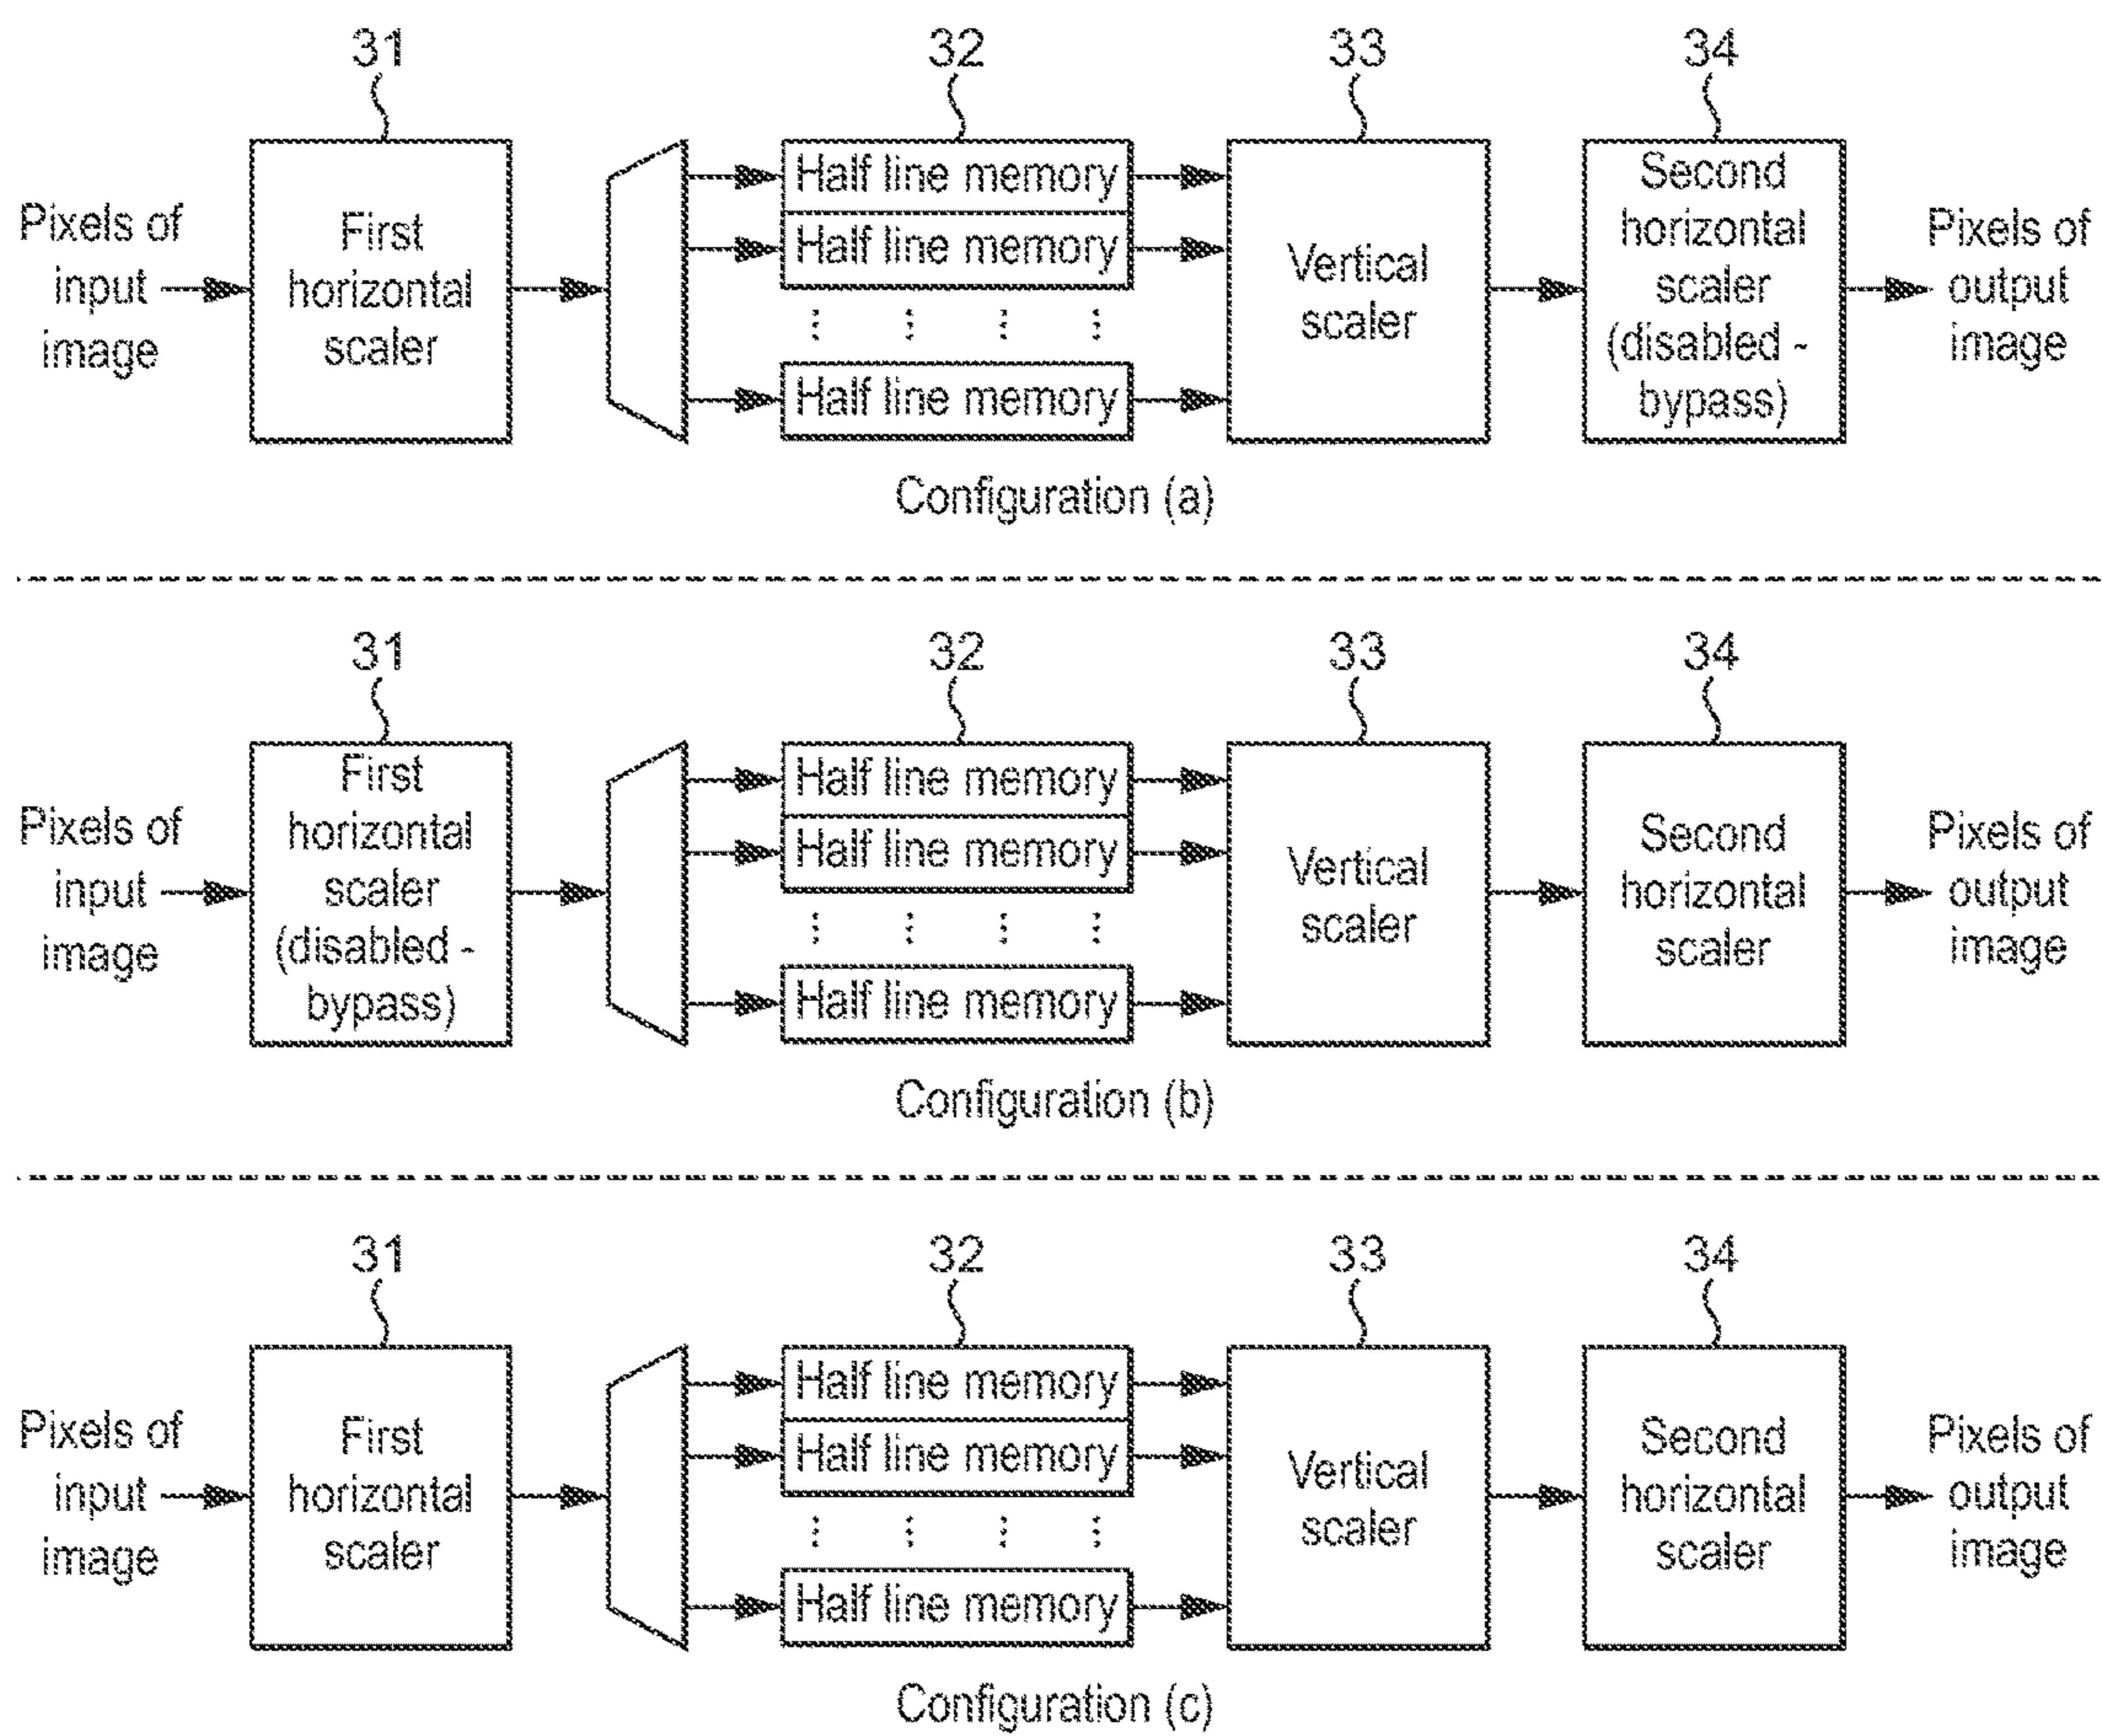 31
32
33
34
Pixels of
input
image
First
horizontal
scaler
Half line memory
Half line memory
Half line memory
Vertical
scaler
Second
horizontal
scaler
(disabled -
bypass)
Pixels of
output
image
Configuration (a)
31
32
33
34
Pixels of
input
image
First
horizontal
scaler
(disabled -
bypass)
Half line memory
Half line memory
Half line memory
Vertical
scaler
Second
horizontal
scaler
Pixels of
output
image
Configuration (b)
31
32
33
34
Pixels of
input
image
First
horizontal
scaler
Half line memory
Half line memory
Half line memory
Vertical
scaler
Second
horizontal
scaler
Pixels of
output
image
Configuration (c)